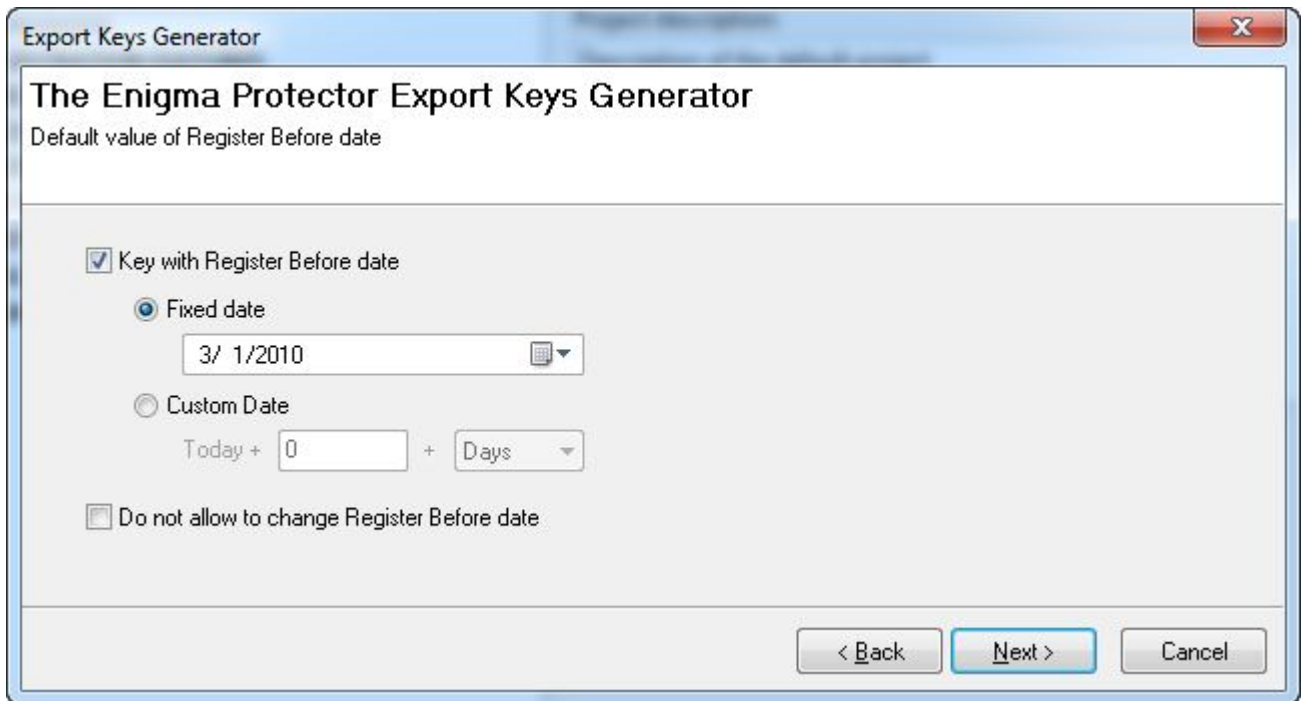 Export Keys Generator
The Enigma Protector Export Keys Generator
Default value of Register Before date
Key with Register Before date
Fixed date
3/ 1/2010
Custom Date
Today + 0 + Days
Do not allow to change Register Before date
< Back Next > Cancel